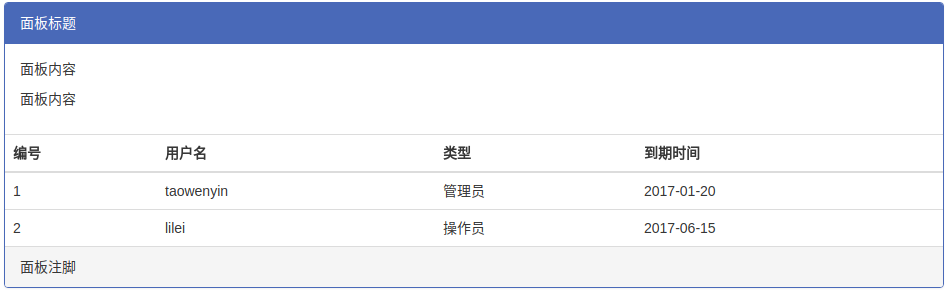 面板标题
面板内容
面板内容
编号 用户名 类型 到期时间
1 taowenyin 管理员 2017-01-20
2 lilei 操作员 2017-06-15
面板注脚